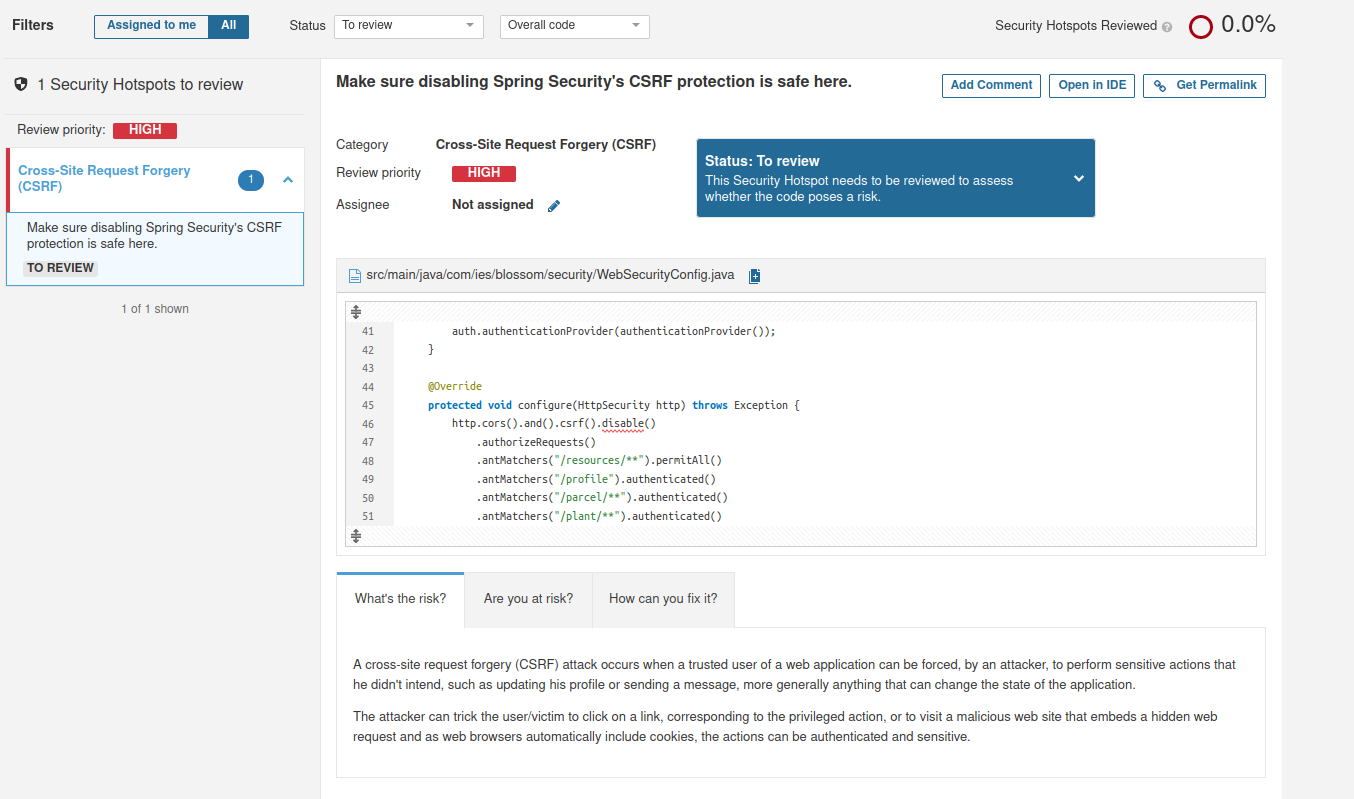 Filters
Assigned to me
All
Status
To review
Overall code
Security Hotspots Reviewed
?
0.0%
1 Security Hotspots to review
Review priority:
HIGH
Cross-Site Request Forgery
(CSRF)
1
Make sure disabling Spring Security's CSRF
protection is safe here.
TO REVIEW
1 of 1 shown
Make sure disabling Spring Security's CSRF protection is safe here.
Add Comment
Open in IDE
Get Permalink
Category
Cross-Site Request Forgery (CSRF)
Review priority
HIGH
Assignee
Not assigned
Status: To review
This Security Hotspot needs to be reviewed to assess
whether the code poses a risk.
src/main/java/com/ies/blossom/security/WebSecurityConfig.java
41 auth.authenticationProvider(authenticationProvider());
42 }
43
44 @Override
45 protected void configure(HttpSecurity http) throws Exception {
46 http.cors().and().csrf().disable()
47 .authorizeRequests()
48 .antMatchers("/resources/**").permitAll()
49 .antMatchers("/profile").authenticated()
50 .antMatchers("/parcel/**").authenticated()
51 .antMatchers("/plant/**").authenticated()
What's the risk?
Are you at risk?
How can you fix it?
A cross-site request forgery (CSRF) attack occurs when a trusted user of a web application can be forced, by an attacker, to perform sensitive actions that
he didn't intend, such as updating his profile or sending a message, more generally anything that can change the state of the application.
The attacker can trick the user/victim to click on a link, corresponding to the privileged action, or to visit a malicious web site that embeds a hidden web
request and as web browsers automatically include cookies, the actions can be authenticated and sensitive.